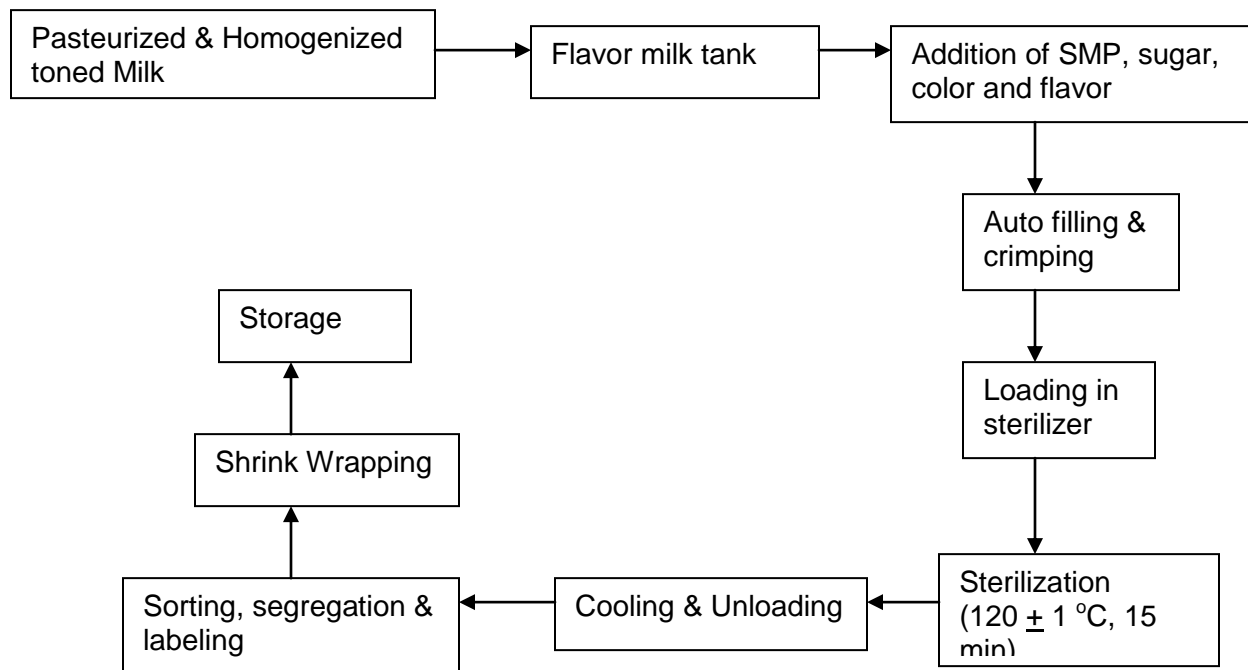 Pasteurized & Homogenized
toned Milk
Flavor milk tank
Addition of SMP, sugar,
color and flavor
Auto filling &
crimping
Loading in
sterilizer
Sterilization
(120 ± 1 °C, 15
min)
Cooling & Unloading
Sorting, segregation &
labeling
Shrink Wrapping
Storage